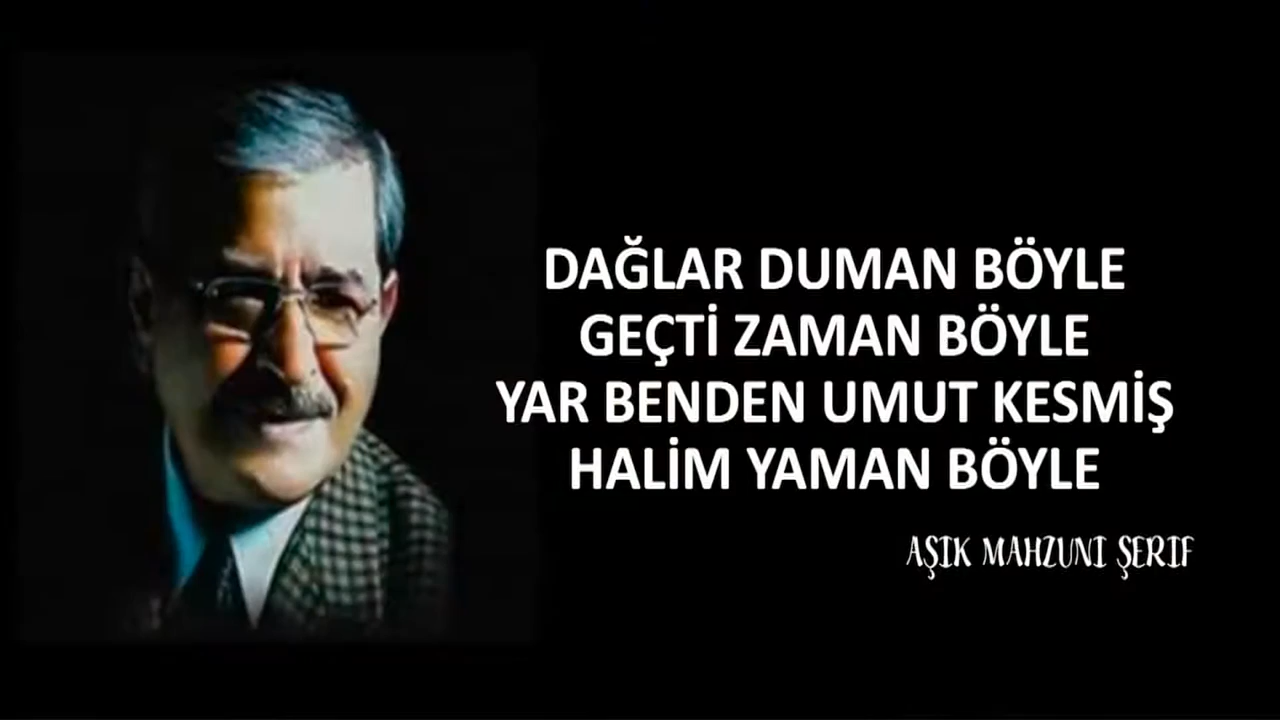 DAĞLAR DUMAN BÖYLE
GEÇTİ ZAMAN BÖYLE
YAR BENDEN UMUT KESMİŞ
HALİM YAMAN BÖYLE
AŞIK MAHZUNI ŞERIF